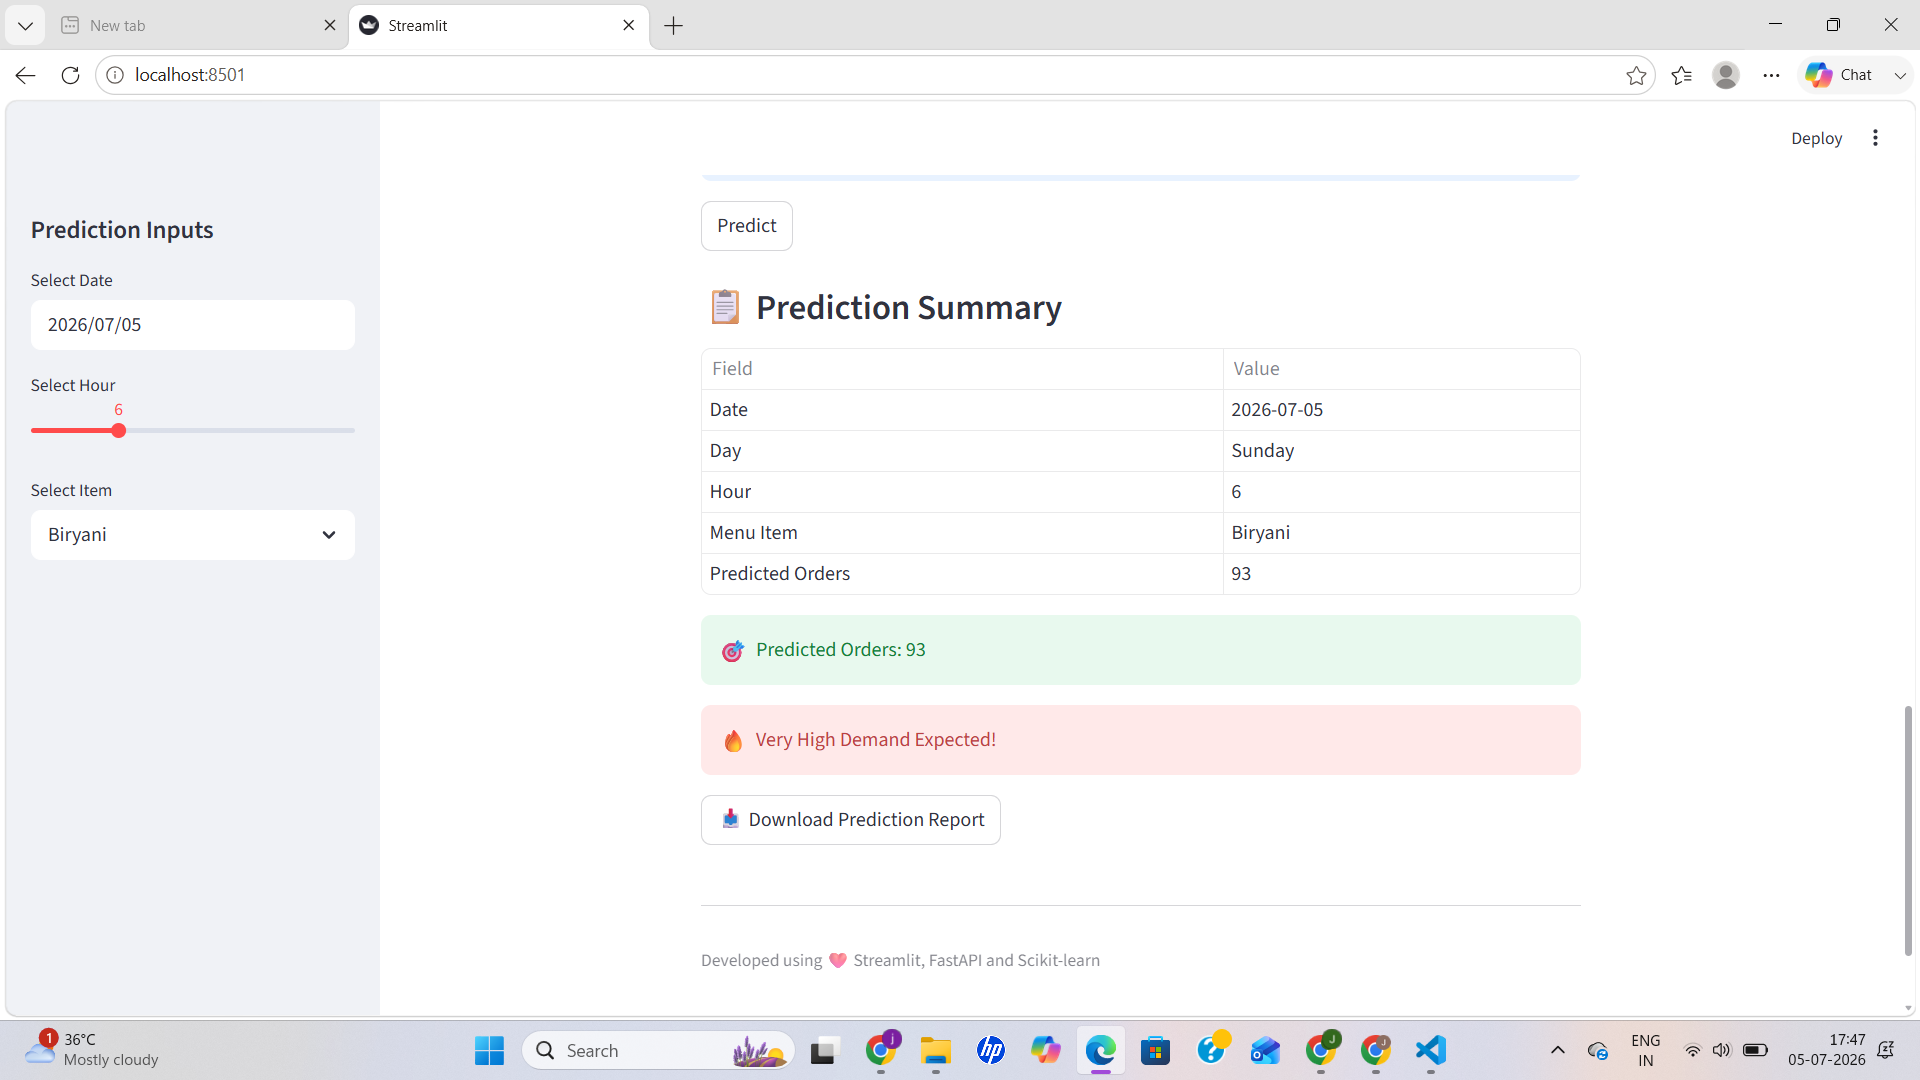 New tab
Streamlit
localhost:8501
Chat
Deploy
Prediction Inputs
Select Date
2026/07/05
Select Hour
6
Select Item
Biryani
Predict
Prediction Summary
Field Value
Date 2026-07-05
Day Sunday
Hour 6
Menu Item Biryani
Predicted Orders 93
Predicted Orders: 93
Very High Demand Expected!
Download Prediction Report
Developed using Streamlit, FastAPI and Scikit-learn
1
36°C
Mostly cloudy
Search
j
hp
J
J
ENG
IN
17:47
05-07-2026